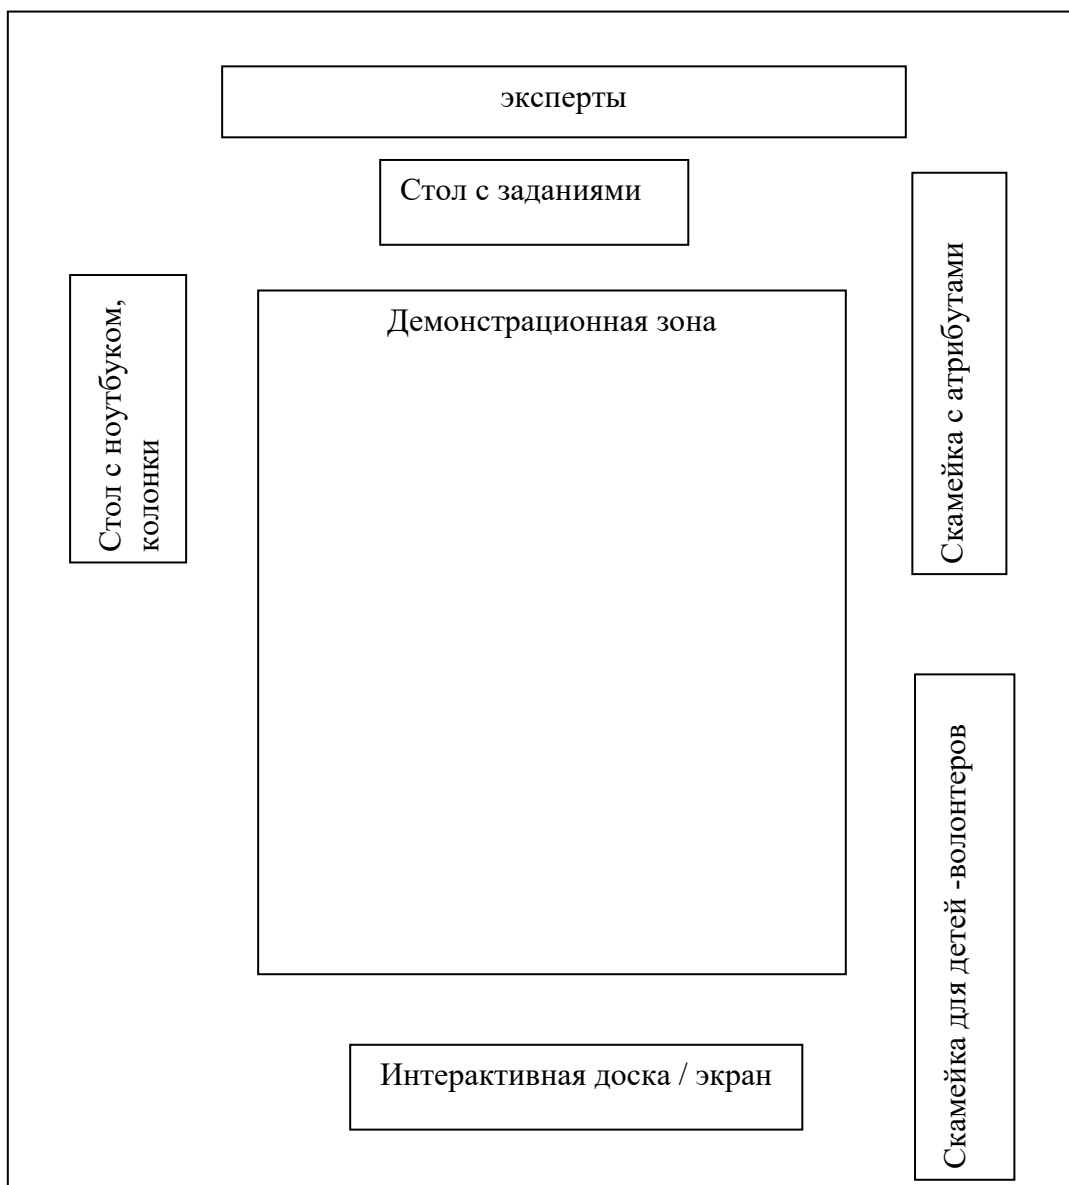 эксперты
Стол с заданиями
Демонстрационная зона
Стол с ноутбуком,
колонки
Скамейка с атрибутами
Скамейка для детей -волонтеров
Интерактивная доска / экран